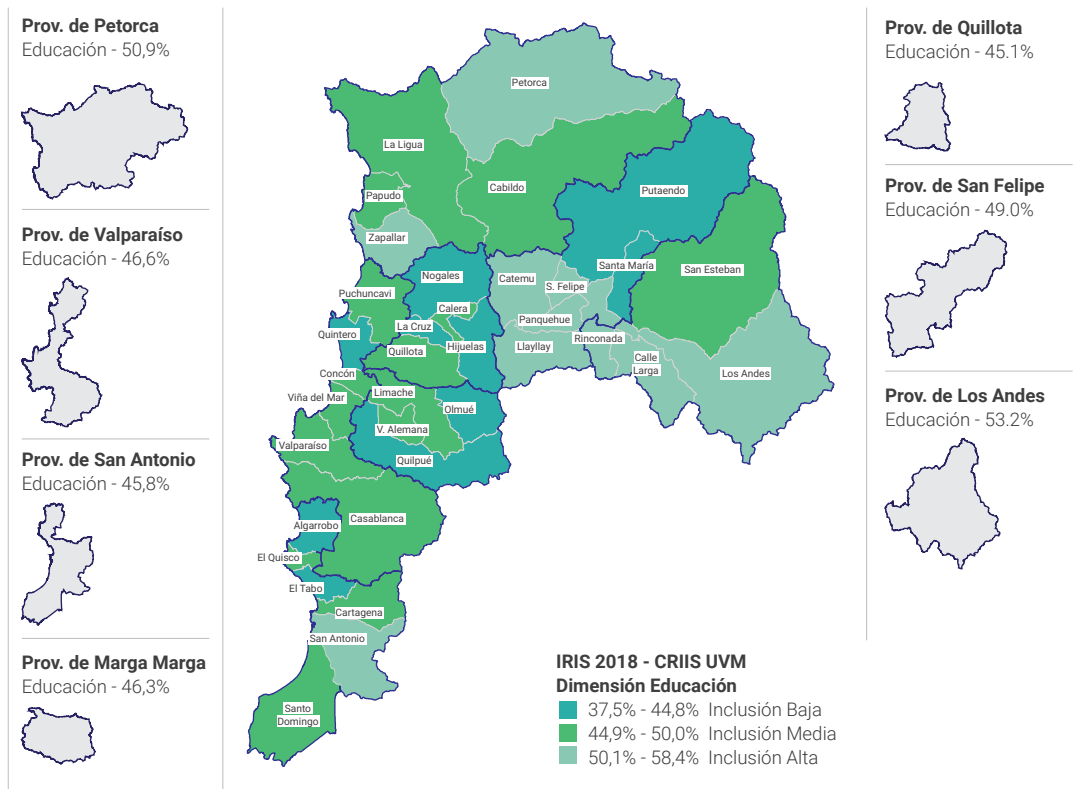 Prov. de Petorca
Educación - 50,9%
Prov. de Valparaíso
Educación - 46,6%
Prov. de San Antonio
Educación - 45,8%
Prov. de Marga Marga
Educación - 46,3%
Petorca
La Ligua
Cabildo
Papudo
Putaendo
Zapallar
Santa María
San Esteban
Nogales
Catemu
S. Felipe
Puchuncavi
Calera
La Cruz
Panquehue
Quintero
Rinconada
Quillota
Hijuelas
Llayllay
Calle
Larga
Los Andes
Concón
Limache
Viña del Mar
Olmué
V. Alemana
Valparaíso
Quilpué
Casablanca
Algarrobo
El Quisco
El Tabo
Cartagena
San Antonio
Santo
Domingo
IRIS 2018 - CRIIS UVM
Dimensión Educación
37,5% - 44,8% Inclusión Baja
44,9% - 50,0% Inclusión Media
50,1% - 58,4% Inclusión Alta
Prov. de Quillota
Educación - 45.1%
Prov. de San Felipe
Educación - 49.0%
Prov. de Los Andes
Educación - 53.2%